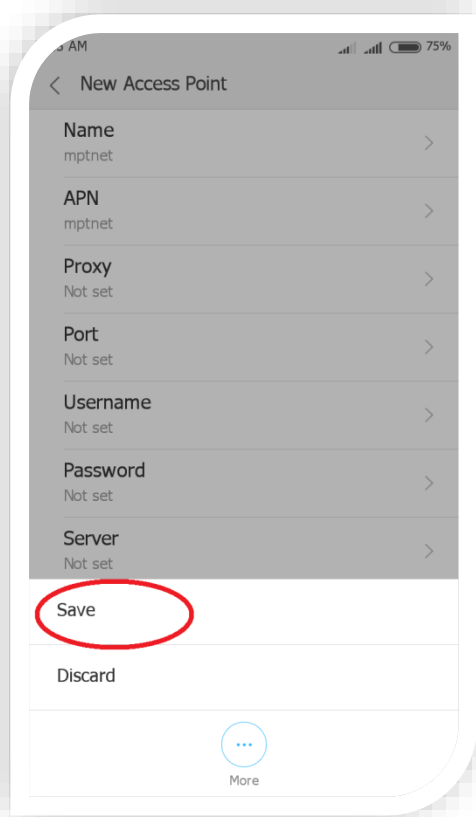 AM
75%
New Access Point
Name
mptnet
APN
mptnet
Proxy
Not set
Port
Not set
Username
Not set
Password
Not set
Server
Not set
Save
Discard
More